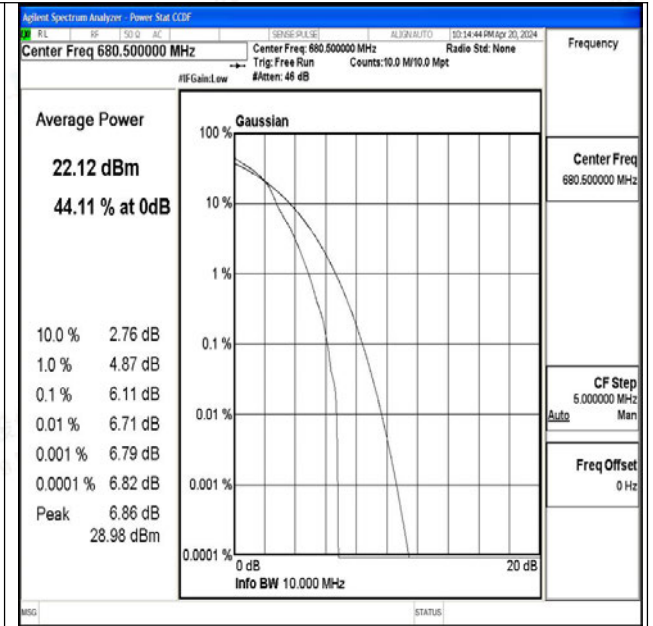 Agilent Spectrum Analyzer - Power Stat CCDF
RL RF 50 Ω AC SENSE:PULSE ALIGN AUTO 10:14:44 PM Apr 20, 2024
Center Freq 680.500000 MHz
Center Freq: 680.500000 MHz Radio Std: None
Trig: Free Run Counts:10.0 M/10.0 Mpt
#IFGain:Low #Atten: 46 dB
Frequency
Average Power
22.12 dBm
44.11 % at 0dB
10.0 % 2.76 dB
1.0 % 4.87 dB
0.1 % 6.11 dB
0.01 % 6.71 dB
0.001 % 6.79 dB
0.0001 % 6.82 dB
Peak 6.86 dB
28.98 dBm
Gaussian
100 %
10 %
1 %
0.1 %
0.01 %
0.001 %
0.0001 %
0 dB 20 dB
Info BW 10.000 MHz
Center Freq
680.500000 MHz
CF Step
5.000000 MHz
Auto Man
Freq Offset
0 Hz
MSG STATUS